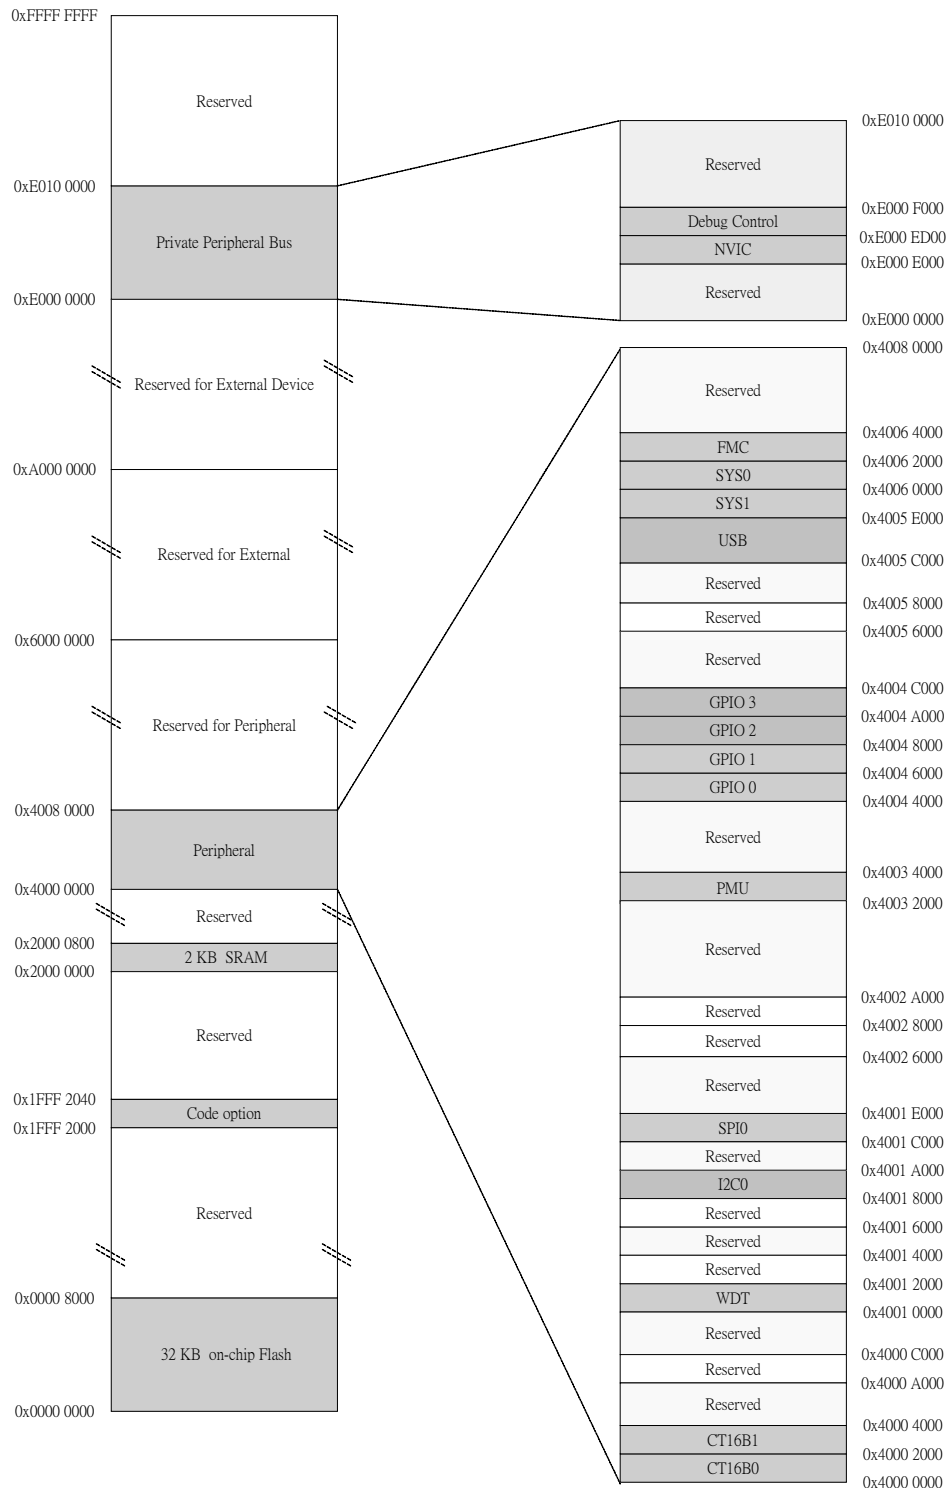 0xFFFF FFFF
Reserved
0xE010 0000
Private Peripheral Bus
0xE000 0000
Reserved for External Device
0xA000 0000
Reserved for External
0x6000 0000
Reserved for Peripheral
0x4008 0000
Peripheral
0x4000 0000
Reserved
0x2000 0800
2 KB SRAM
0x2000 0000
Reserved
0x1FFF 2040
Code option
0x1FFF 2000
Reserved
0x0000 8000
32 KB on-chip Flash
0x0000 0000
0xE010 0000
Reserved
0xE000 F000
Debug Control
0xE000 ED00
NVIC
0xE000 E000
Reserved
0xE000 0000
0x4008 0000
Reserved
0x4006 4000
FMC
0x4006 2000
SYS0
0x4006 0000
SYS1
0x4005 E000
USB
0x4005 C000
Reserved
0x4005 8000
Reserved
0x4005 6000
Reserved
0x4004 C000
GPIO 3
0x4004 A000
GPIO 2
0x4004 8000
GPIO 1
0x4004 6000
GPIO 0
0x4004 4000
Reserved
0x4003 4000
PMU
0x4003 2000
Reserved
0x4002 A000
Reserved
0x4002 8000
Reserved
0x4002 6000
Reserved
0x4001 E000
SPI0
0x4001 C000
Reserved
0x4001 A000
I2C0
0x4001 8000
Reserved
0x4001 6000
Reserved
0x4001 4000
Reserved
0x4001 2000
WDT
0x4001 0000
Reserved
0x4000 C000
Reserved
0x4000 A000
Reserved
0x4000 4000
CT16B1
0x4000 2000
CT16B0
0x4000 0000